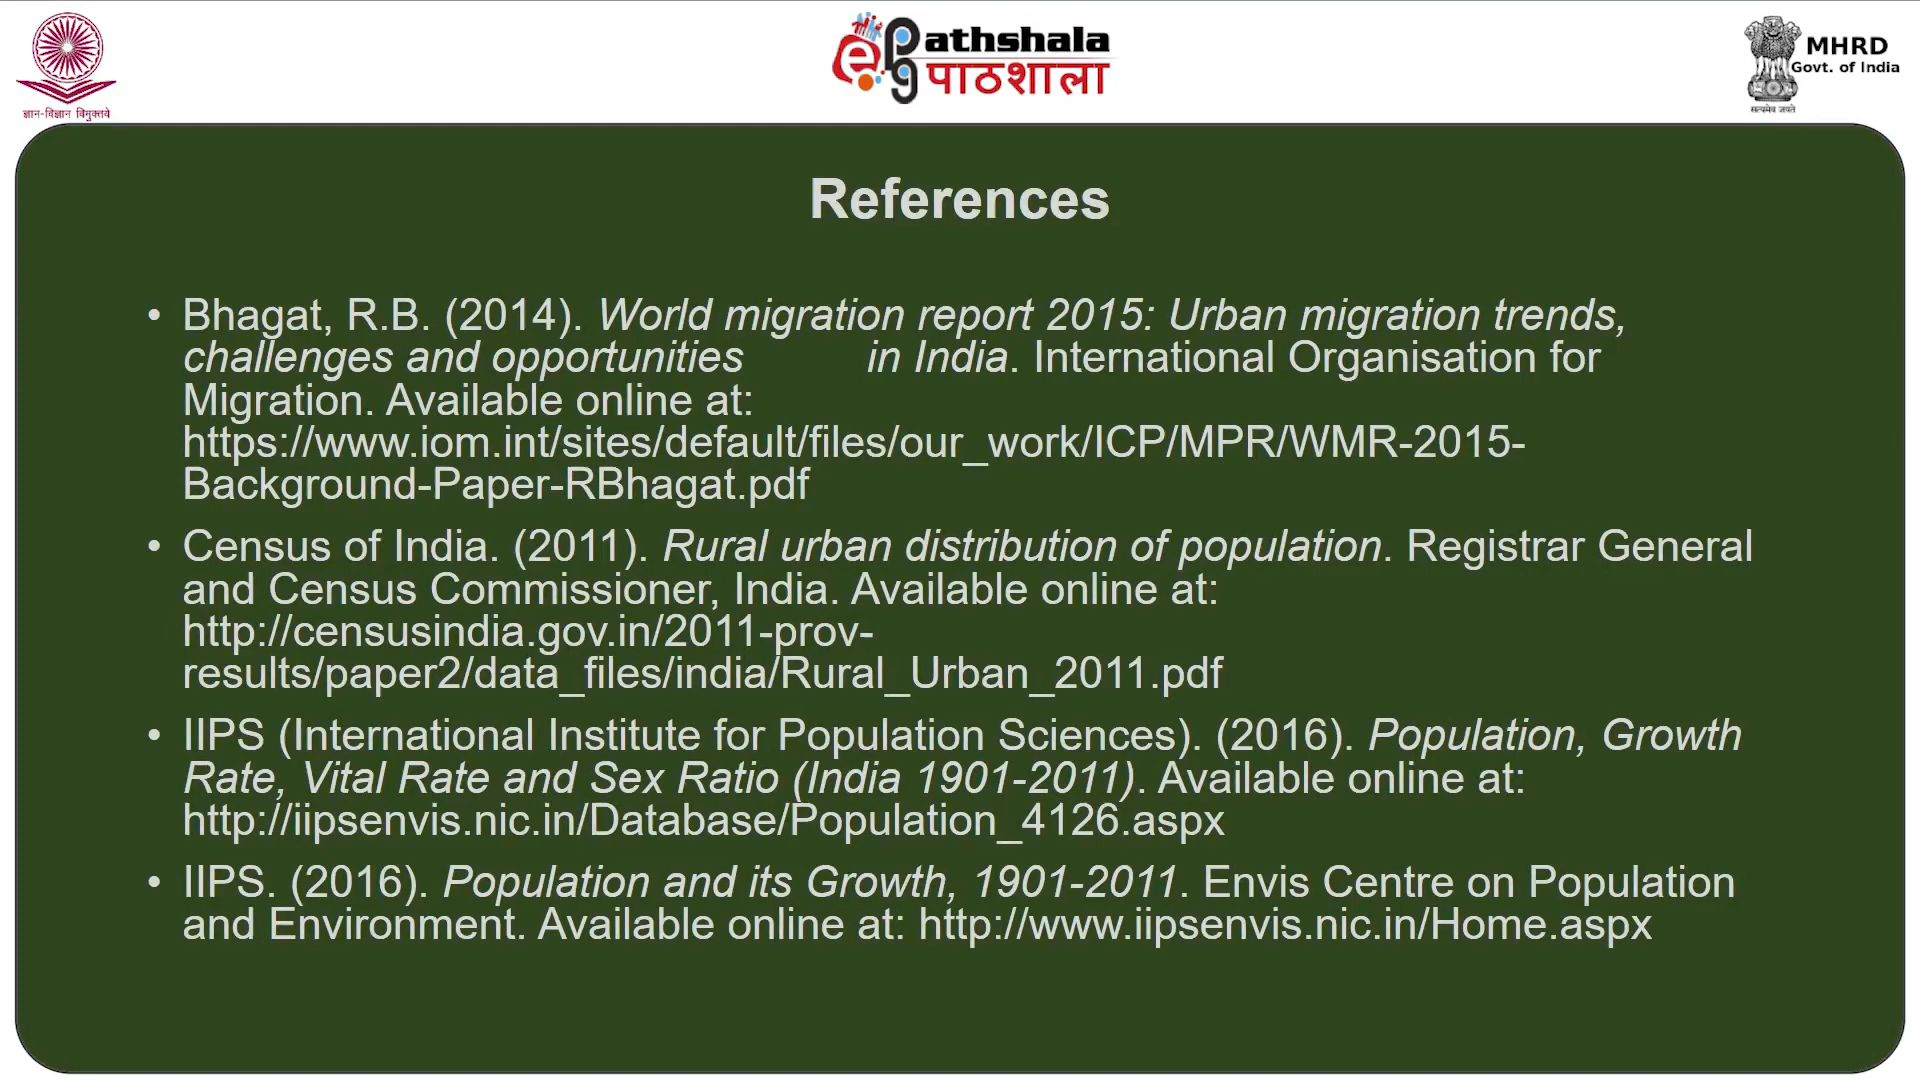 ज्ञान-विज्ञान विमुक्तये
ePG Pathshala
पाठशाला
MHRD
Govt. of India
सत्यमेव जयते
References
• Bhagat, R.B. (2014). World migration report 2015: Urban migration trends,
challenges and opportunities in India. International Organisation for
Migration. Available online at:
https://www.iom.int/sites/default/files/our_work/ICP/MPR/WMR-2015-
Background-Paper-RBhagat.pdf
• Census of India. (2011). Rural urban distribution of population. Registrar General
and Census Commissioner, India. Available online at:
http://censusindia.gov.in/2011-prov-
results/paper2/data_files/india/Rural_Urban_2011.pdf
• IIPS (International Institute for Population Sciences). (2016). Population, Growth
Rate, Vital Rate and Sex Ratio (India 1901-2011). Available online at:
http://iipsenvis.nic.in/Database/Population_4126.aspx
• IIPS. (2016). Population and its Growth, 1901-2011. Envis Centre on Population
and Environment. Available online at: http://www.iipsenvis.nic.in/Home.aspx